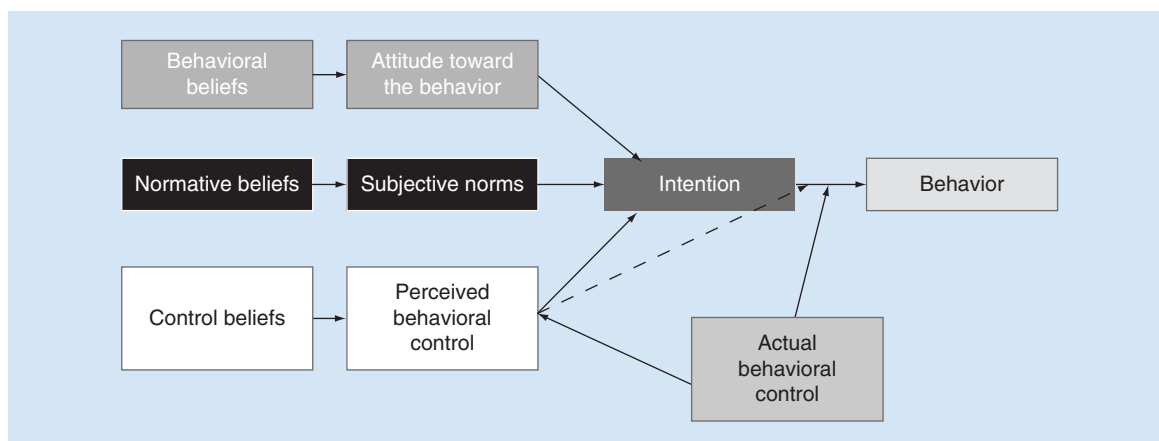 Behavioral
beliefs
Attitude toward
the behavior
Normative beliefs
Subjective norms
Intention
Behavior
Control beliefs
Perceived
behavioral
control
Actual
behavioral
control